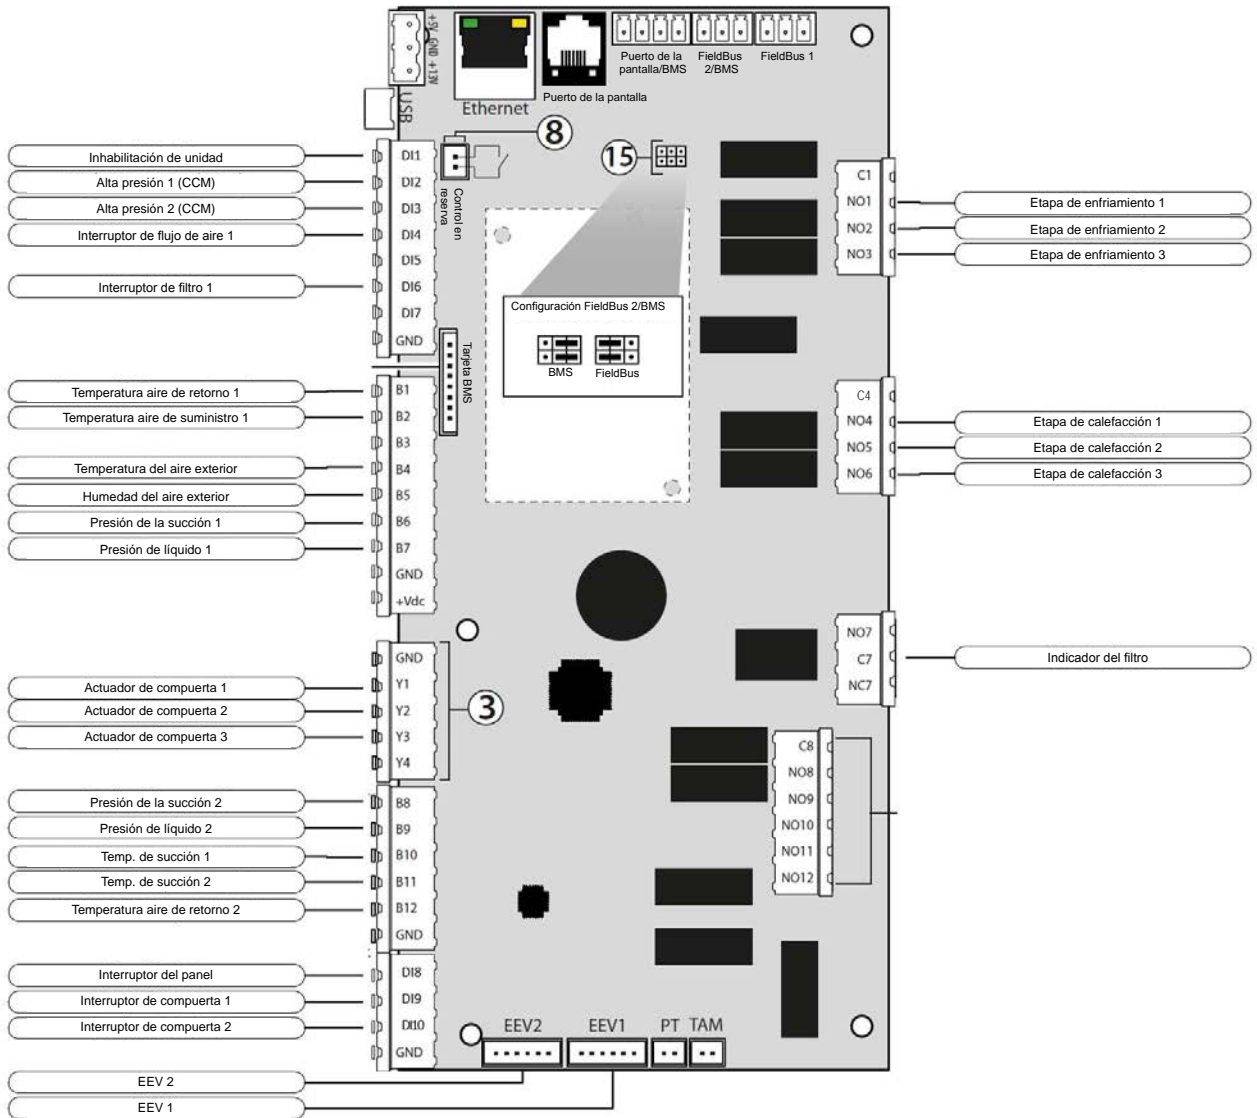 +5V GND +13V
USB
Ethernet
Puerto de la pantalla
Puerto de la
pantalla/BMS
FieldBus
2/BMS
FieldBus 1
8
15
Control en
reserva
Inhabilitación de unidad
DI1
Alta presión 1 (CCM)
DI2
Alta presión 2 (CCM)
DI3
Interruptor de flujo de aire 1
DI4
DI5
Interruptor de filtro 1
DI6
DI7
GND
Tarjeta BMS
Configuración FieldBus 2/BMS
BMS
FieldBus
C1
NO1
Etapa de enfriamiento 1
NO2
Etapa de enfriamiento 2
NO3
Etapa de enfriamiento 3
Temperatura aire de retorno 1
B1
Temperatura aire de suministro 1
B2
B3
Temperatura del aire exterior
B4
Humedad del aire exterior
B5
Presión de la succión 1
B6
Presión de líquido 1
B7
GND
+Vdc
C4
NO4
Etapa de calefacción 1
NO5
Etapa de calefacción 2
NO6
Etapa de calefacción 3
GND
Actuador de compuerta 1
Y1
Actuador de compuerta 2
Y2
Actuador de compuerta 3
Y3
Y4
3
NO7
C7
Indicador del filtro
NC7
C8
NO8
NO9
NO10
NO11
NO12
Presión de la succión 2
B8
Presión de líquido 2
B9
Temp. de succión 1
B10
Temp. de succión 2
B11
Temperatura aire de retorno 2
B12
GND
Interruptor del panel
DI8
Interruptor de compuerta 1
DI9
Interruptor de compuerta 2
DI10
GND
EEV2
EEV1
PT
TAM
EEV 2
EEV 1